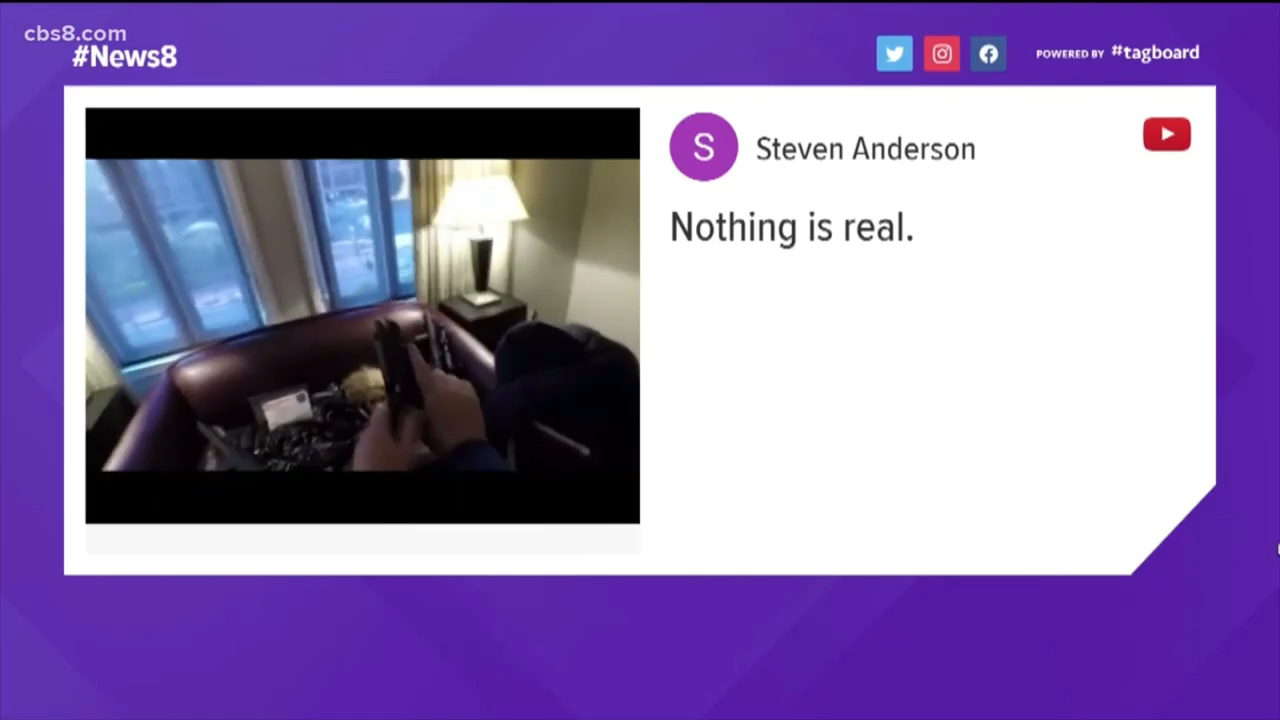 cbs8.com
#News8
POWERED BY #tagboard
S
Steven Anderson
Nothing is real.